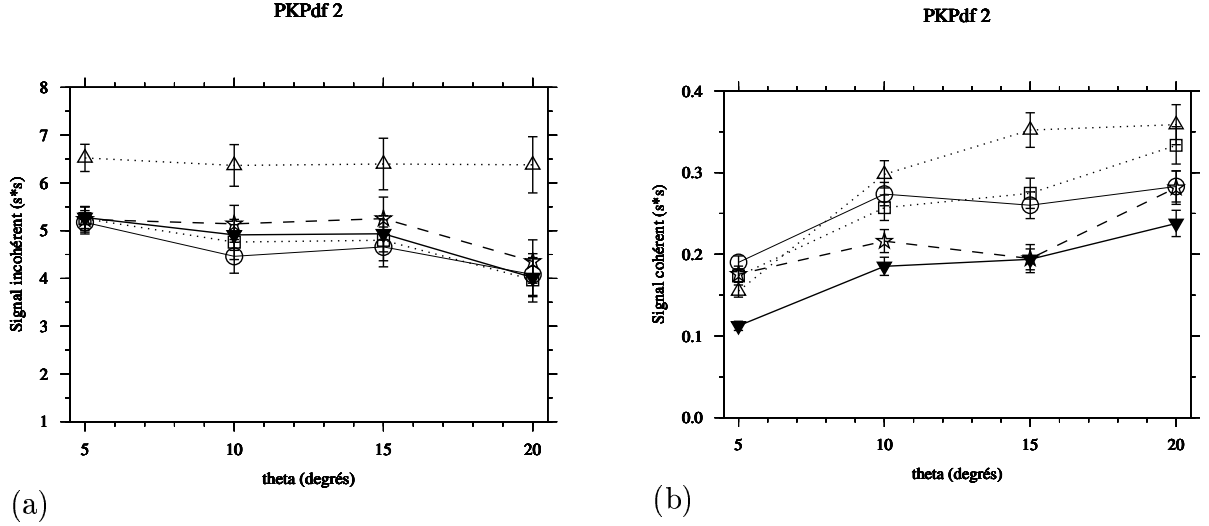 PKPdf 2
8
7
6
5
4
3
2
1
Signal incohérent (s*s)
5 10 15 20
theta (degrés)
(a)
PKPdf 2
0.4
0.3
0.2
0.1
0.0
Signal cohérent (s*s)
5 10 15 20
theta (degrés)
(b)